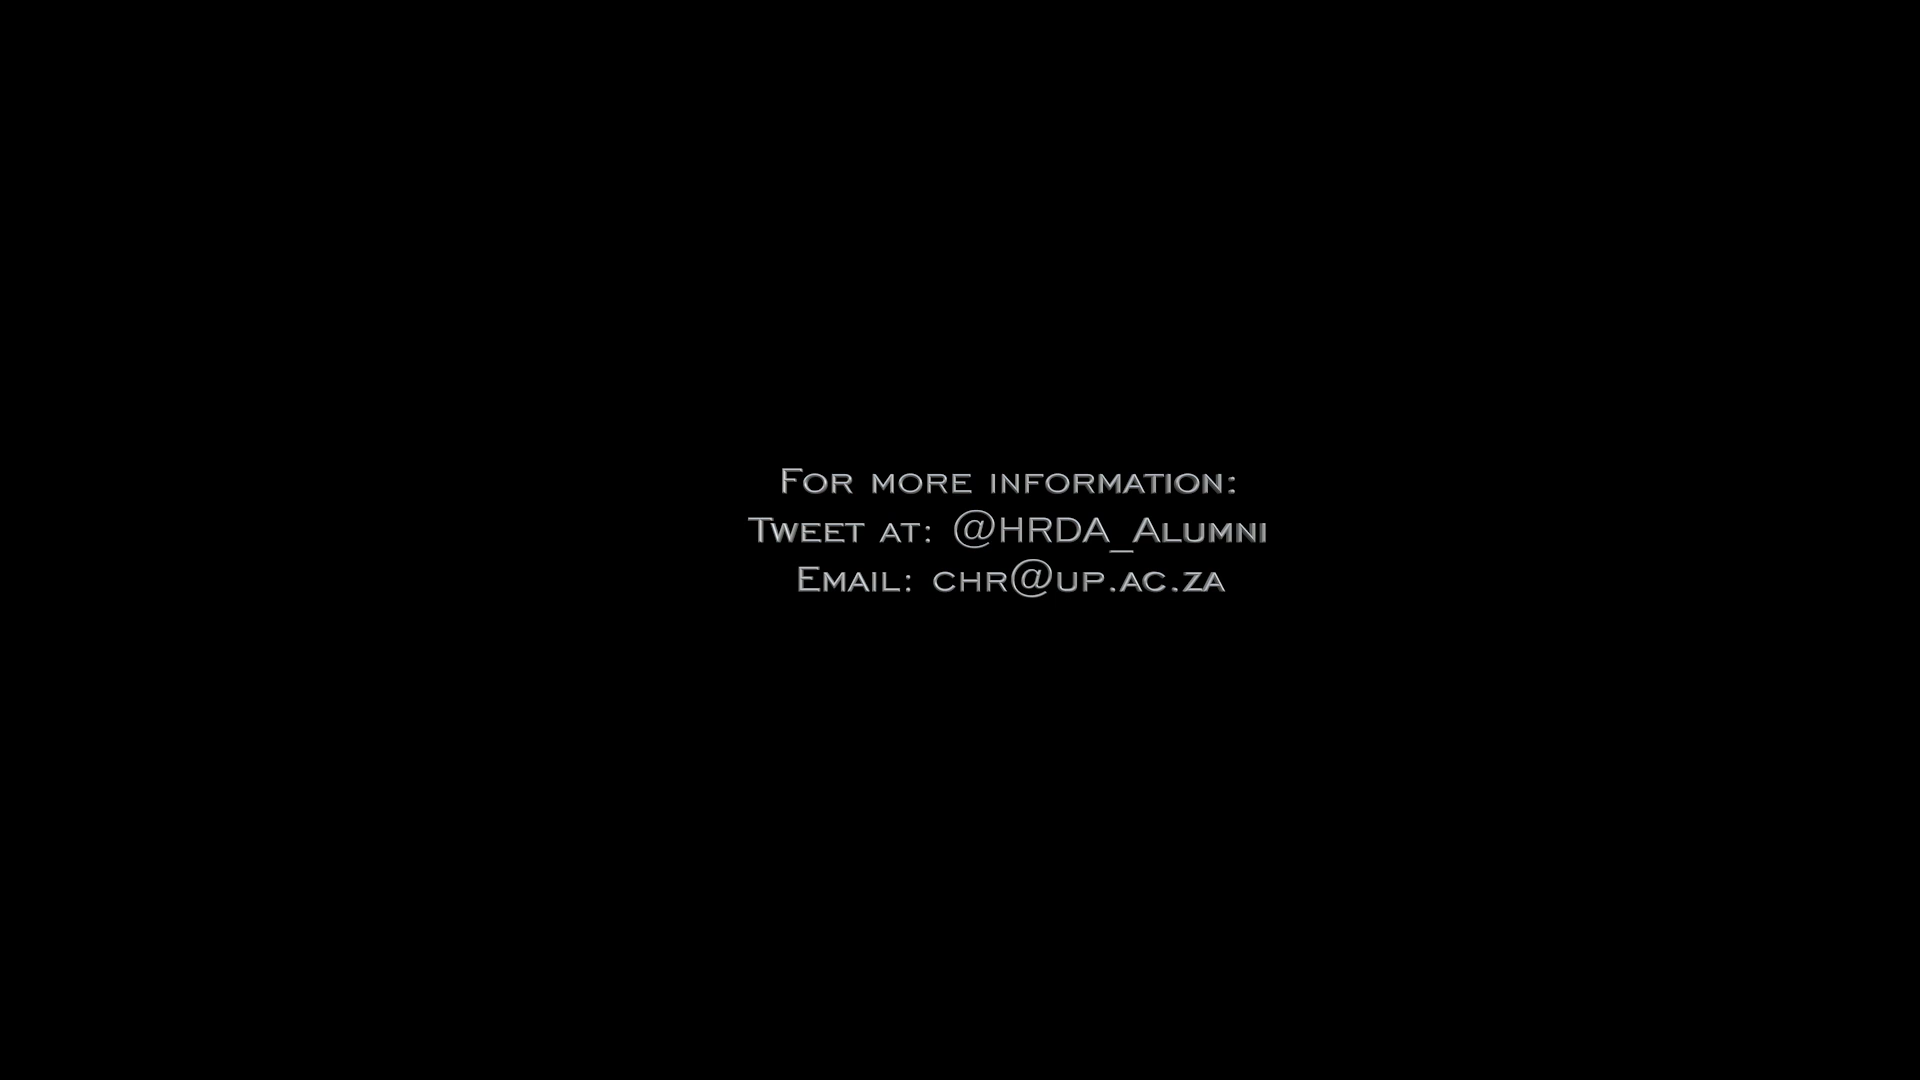 For more information:
Tweet at: @HRDA_Alumni
Email: chr@up.ac.za